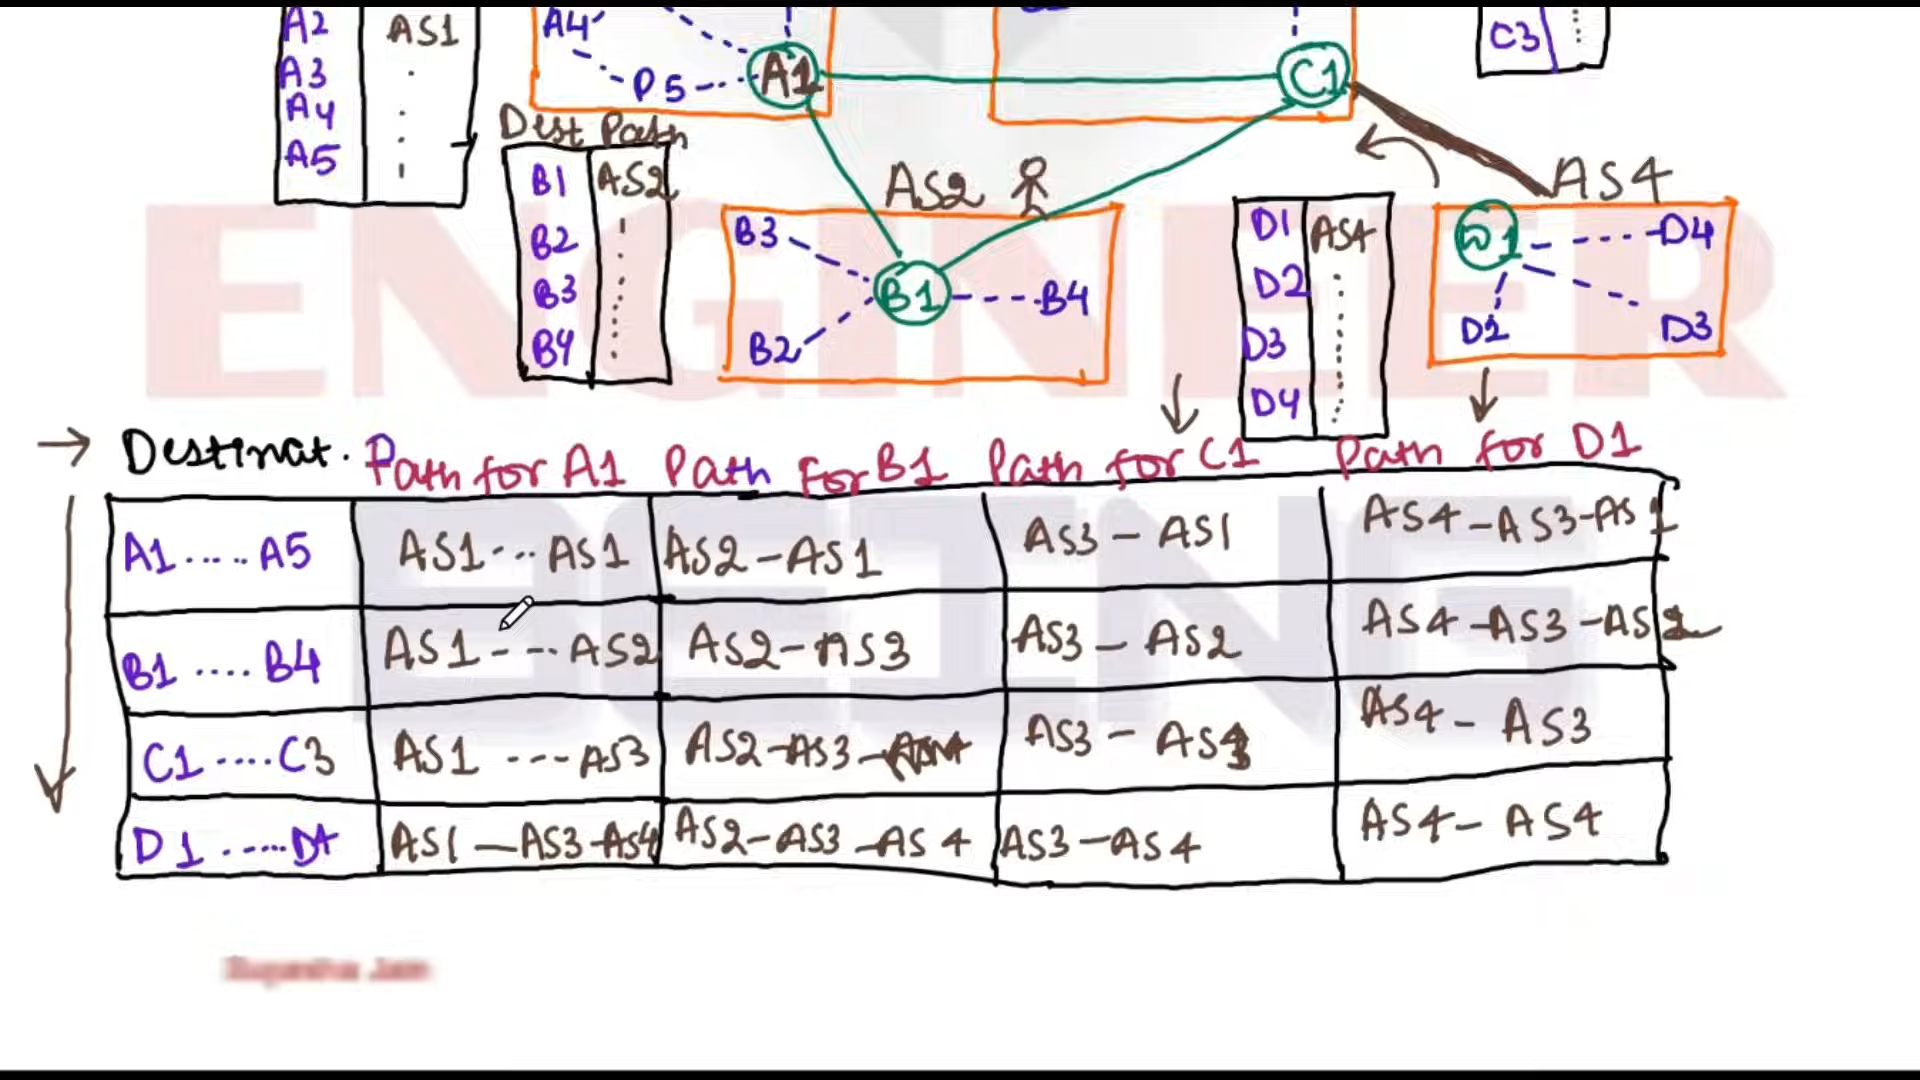 A2 AS1
A3
A4
A5
A4
P5
A1
C1
C3
Dest Path
B1 AS2
B2
B3
B4
AS2
B3
B1
B4
B2
D1 AS4
D2
D3
D4
AS4
D1
D4
D2
D3
ENGINEER
BEING
→ Destinat. Path for A1 Path For B1 Path for C1 Path for D1
A1 ..... A5 AS1 ... AS1 AS2 - AS1 AS3 - AS1 AS4 - AS3 - AS1
B1 .... B4 AS1 - - - AS2 AS2 - AS3 AS3 - AS2 AS4 - AS3 - AS2
C1 .... C3 AS1 --- AS3 AS2 - AS3 AS3 - AS3 AS4 - AS3
D1 ..... D4 AS1 — AS3 - AS4 AS2 - AS3 - AS4 AS3 - AS4 AS4 - AS4